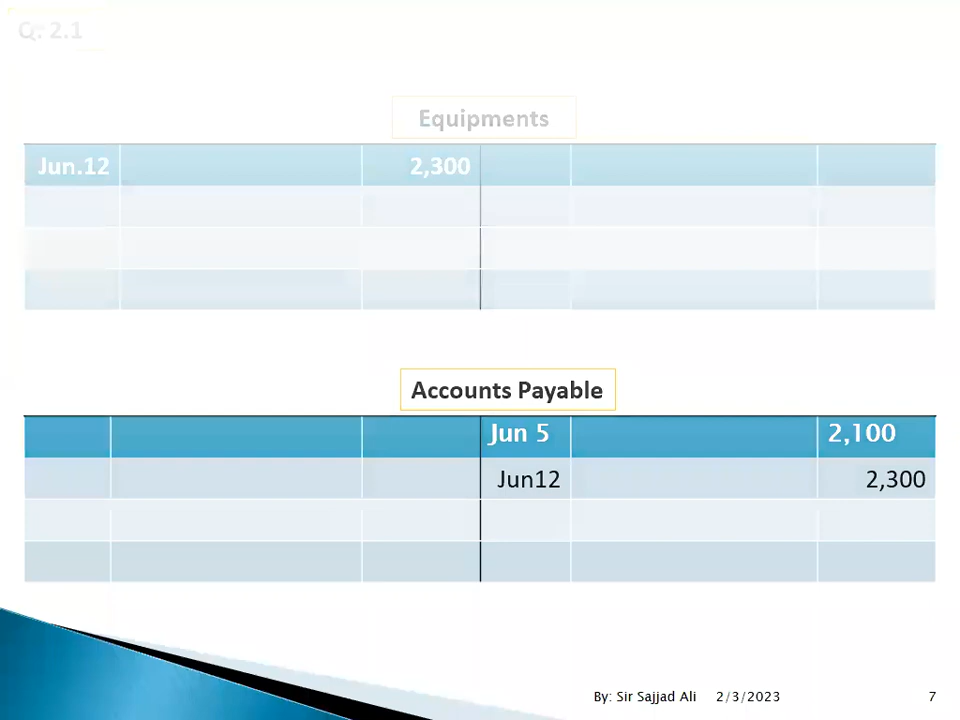 Q: 2.1
Equipments
Jun.12 2,300
Accounts Payable
Jun 5 2,100
Jun12 2,300
By: Sir Sajjad Ali 2/3/2023 7